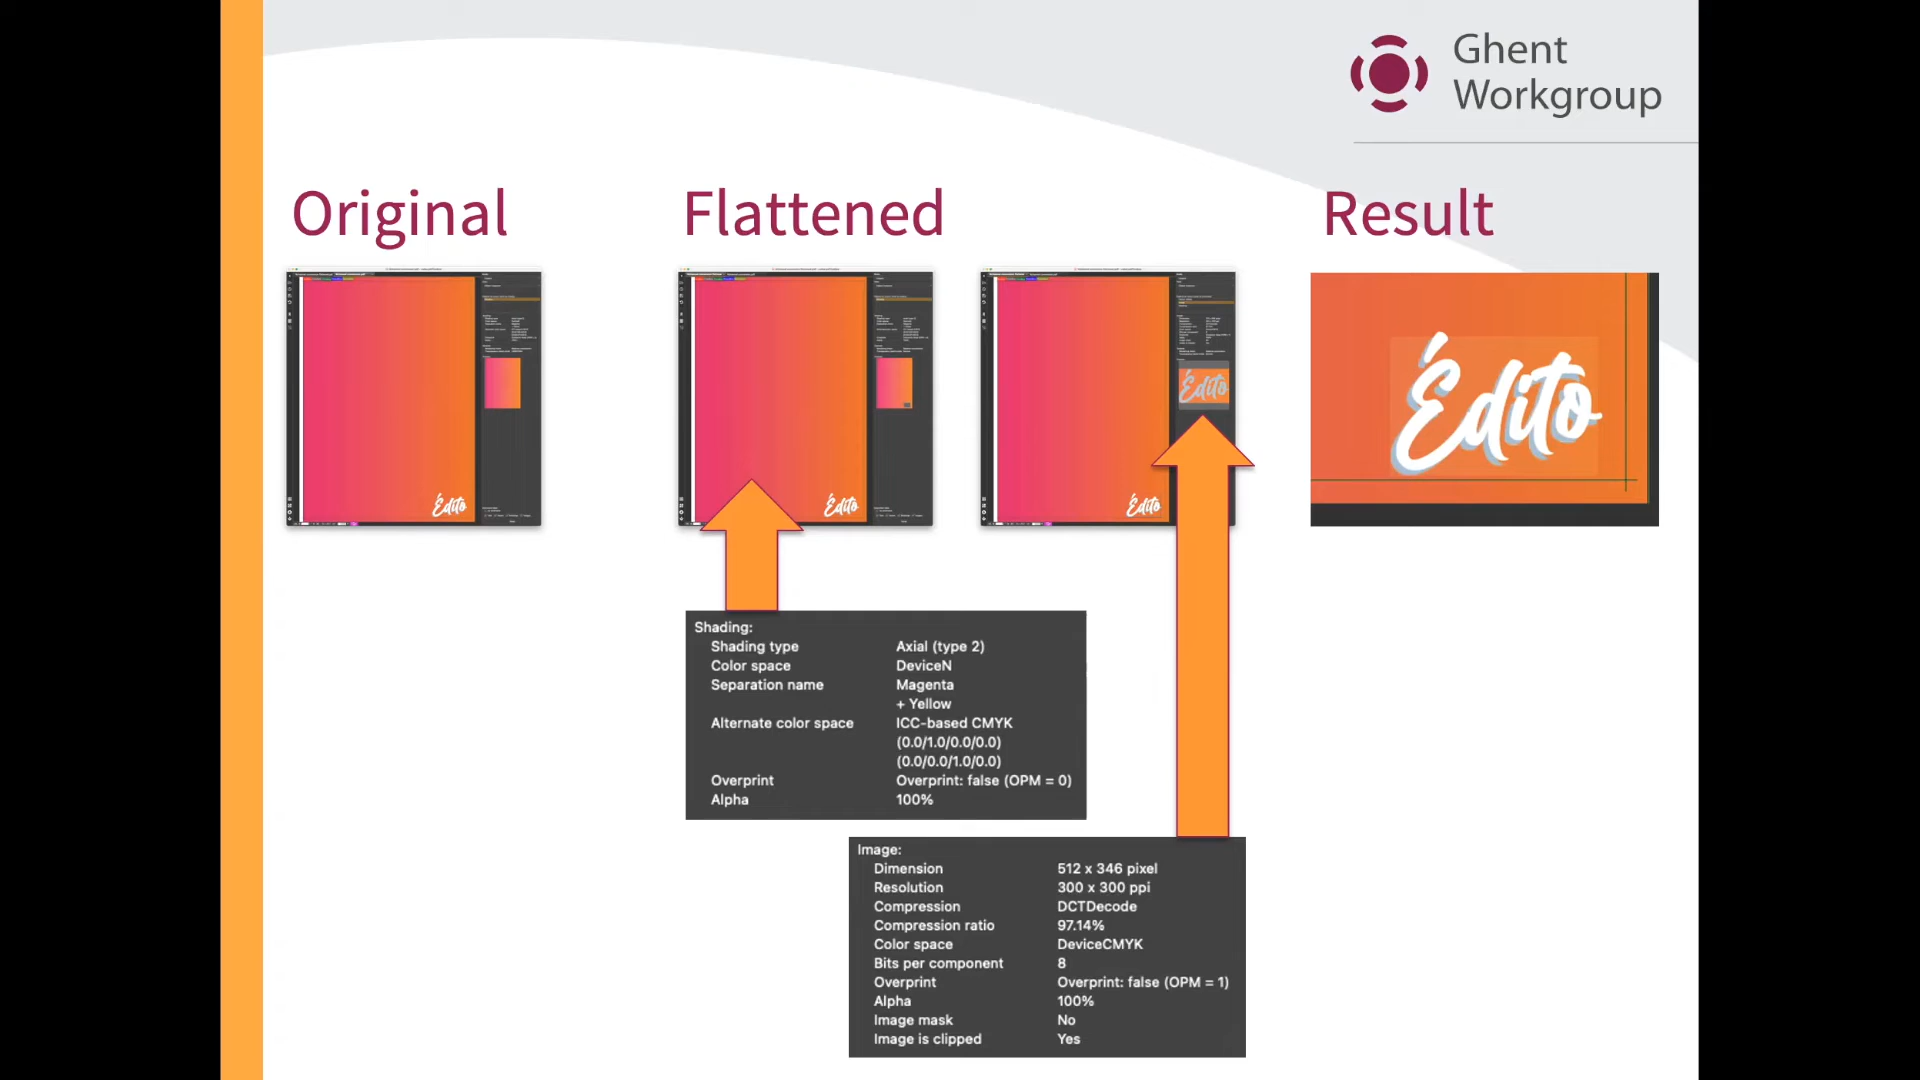 Ghent
Workgroup
Original
Flattened
Result
Édito
Édito
Édito
Édito
Édito
Shading:
Shading type Axial (type 2)
Color space DeviceN
Separation name Magenta
+ Yellow
Alternate color space ICC-based CMYK
(0.0/1.0/0.0/0.0)
(0.0/0.0/1.0/0.0)
Overprint Overprint: false (OPM = 0)
Alpha 100%
Image:
Dimension 512 x 346 pixel
Resolution 300 x 300 ppi
Compression DCTDecode
Compression ratio 97.14%
Color space DeviceCMYK
Bits per component 8
Overprint Overprint: false (OPM = 1)
Alpha 100%
Image mask No
Image is clipped Yes